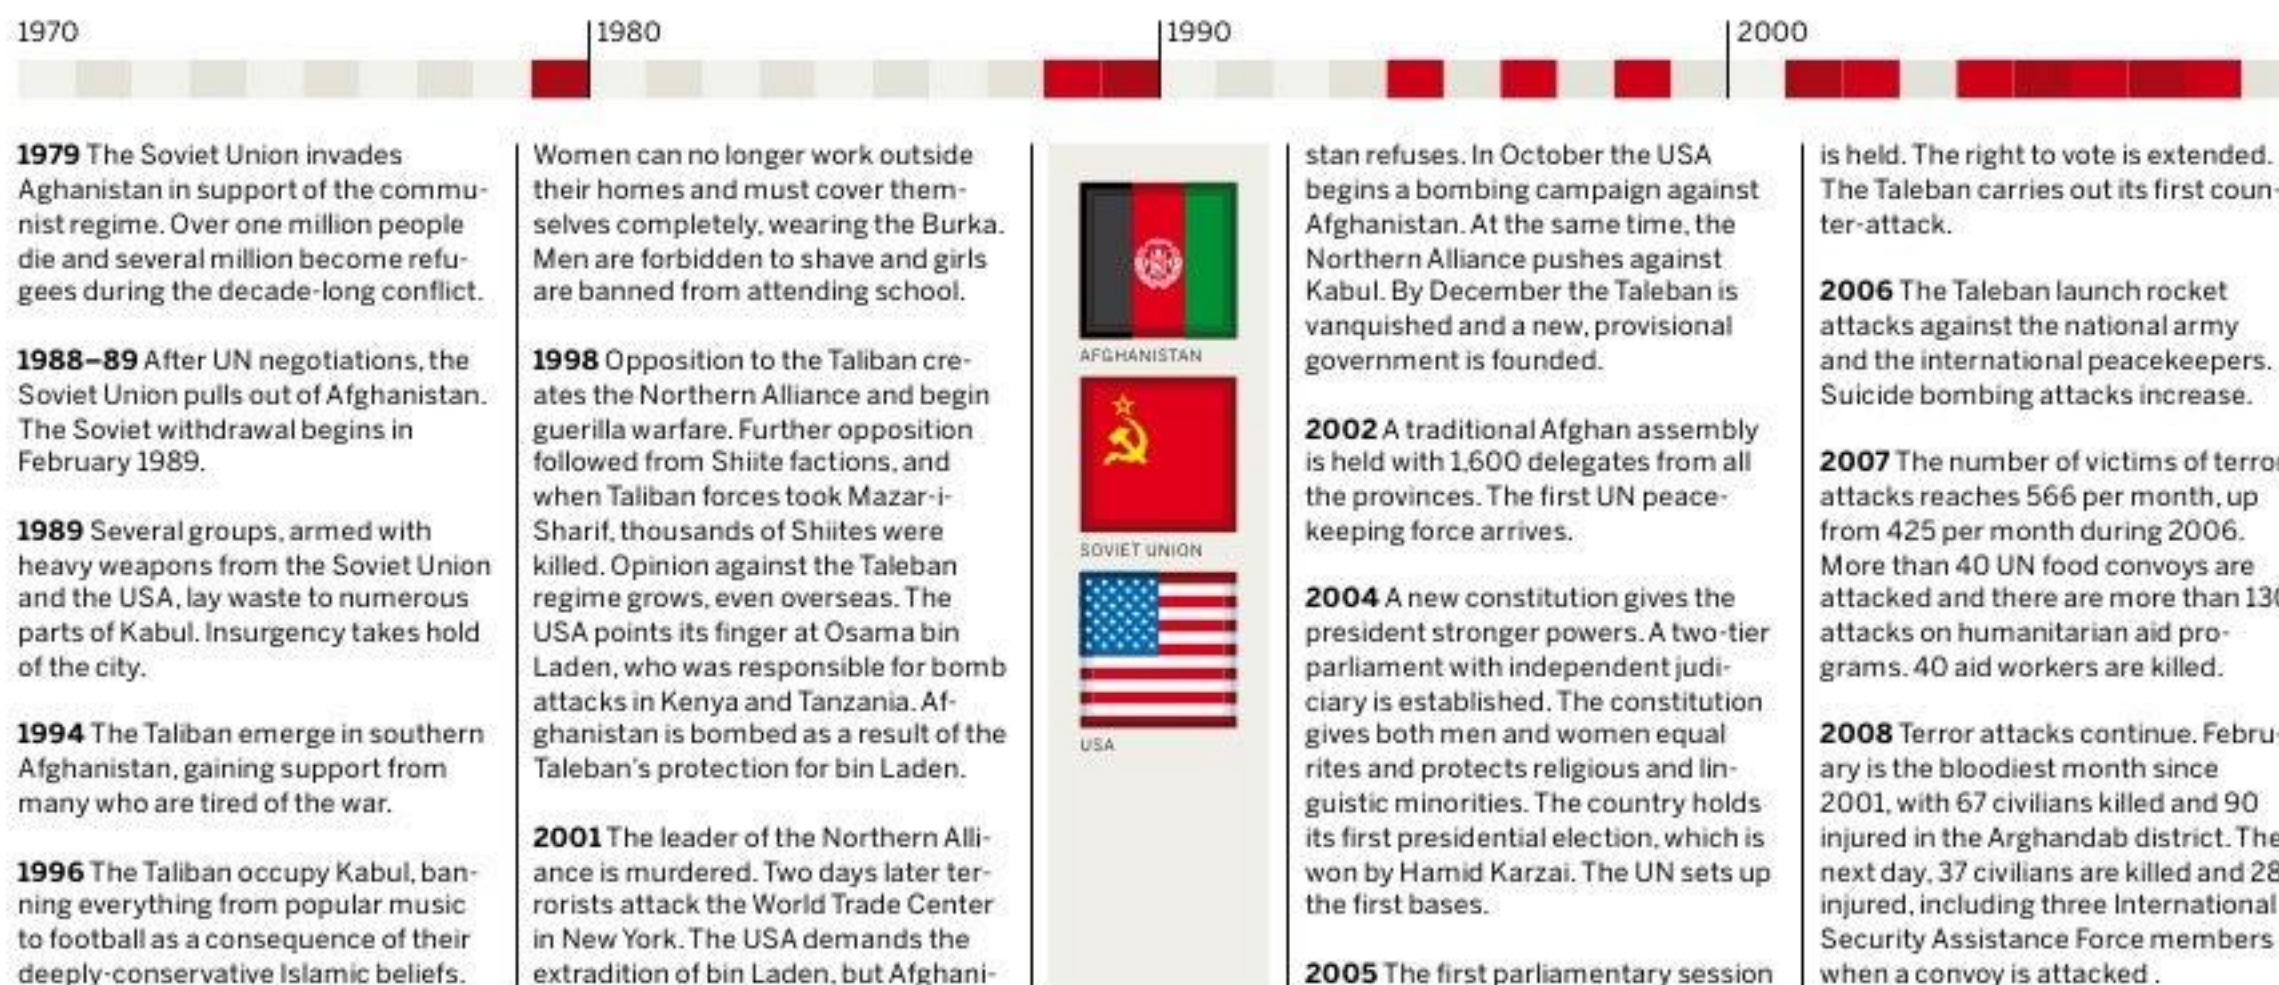 1970
1980
1990
2000
1979 The Soviet Union invades
Aghanistan in support of the commu-
nist regime. Over one million people
die and several million become refu-
gees during the decade-long conflict.
1988–89 After UN negotiations, the
Soviet Union pulls out of Afghanistan.
The Soviet withdrawal begins in
February 1989.
1989 Several groups, armed with
heavy weapons from the Soviet Union
and the USA, lay waste to numerous
parts of Kabul. Insurgency takes hold
of the city.
1994 The Taliban emerge in southern
Afghanistan, gaining support from
many who are tired of the war.
1996 The Taliban occupy Kabul, ban-
ning everything from popular music
to football as a consequence of their
deeply-conservative Islamic beliefs.
Women can no longer work outside
their homes and must cover them-
selves completely, wearing the Burka.
Men are forbidden to shave and girls
are banned from attending school.
1998 Opposition to the Taliban cre-
ates the Northern Alliance and begin
guerilla warfare. Further opposition
followed from Shiite factions, and
when Taliban forces took Mazar-i-
Sharif, thousands of Shiites were
killed. Opinion against the Taleban
regime grows, even overseas. The
USA points its finger at Osama bin
Laden, who was responsible for bomb
attacks in Kenya and Tanzania. Af-
ghanistan is bombed as a result of the
Taleban's protection for bin Laden.
2001 The leader of the Northern Alli-
ance is murdered. Two days later ter-
rorists attack the World Trade Center
in New York. The USA demands the
extradition of bin Laden, but Afghani-
AFGHANISTAN
SOVIET UNION
USA
stan refuses. In October the USA
begins a bombing campaign against
Afghanistan. At the same time, the
Northern Alliance pushes against
Kabul. By December the Taleban is
vanquished and a new, provisional
government is founded.
2002 A traditional Afghan assembly
is held with 1,600 delegates from all
the provinces. The first UN peace-
keeping force arrives.
2004 A new constitution gives the
president stronger powers. A two-tier
parliament with independent judi-
ciary is established. The constitution
gives both men and women equal
rites and protects religious and lin-
guistic minorities. The country holds
its first presidential election, which is
won by Hamid Karzai. The UN sets up
the first bases.
2005 The first parliamentary session
is held. The right to vote is extended.
The Taleban carries out its first coun-
ter-attack.
2006 The Taleban launch rocket
attacks against the national army
and the international peacekeepers.
Suicide bombing attacks increase.
2007 The number of victims of terror
attacks reaches 566 per month, up
from 425 per month during 2006.
More than 40 UN food convoys are
attacked and there are more than 130
attacks on humanitarian aid pro-
grams. 40 aid workers are killed.
2008 Terror attacks continue. Febru-
ary is the bloodiest month since
2001, with 67 civilians killed and 90
injured in the Arghandab district. The
next day, 37 civilians are killed and 28
injured, including three International
Security Assistance Force members
when a convoy is attacked .